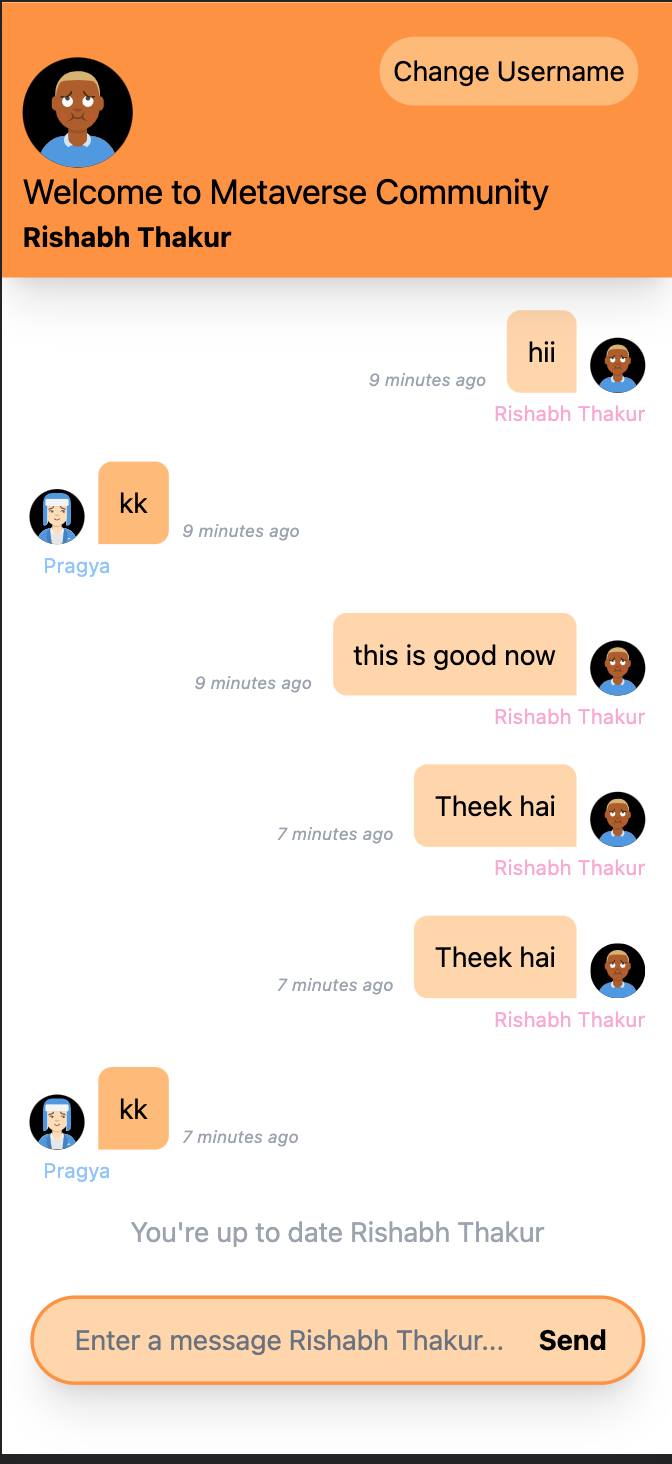 Change Username
Welcome to Metaverse Community
Rishabh Thakur
hii
9 minutes ago
Rishabh Thakur
kk
9 minutes ago
Pragya
this is good now
9 minutes ago
Rishabh Thakur
Theek hai
7 minutes ago
Rishabh Thakur
Theek hai
7 minutes ago
Rishabh Thakur
kk
7 minutes ago
Pragya
You're up to date Rishabh Thakur
Enter a message Rishabh Thakur... Send